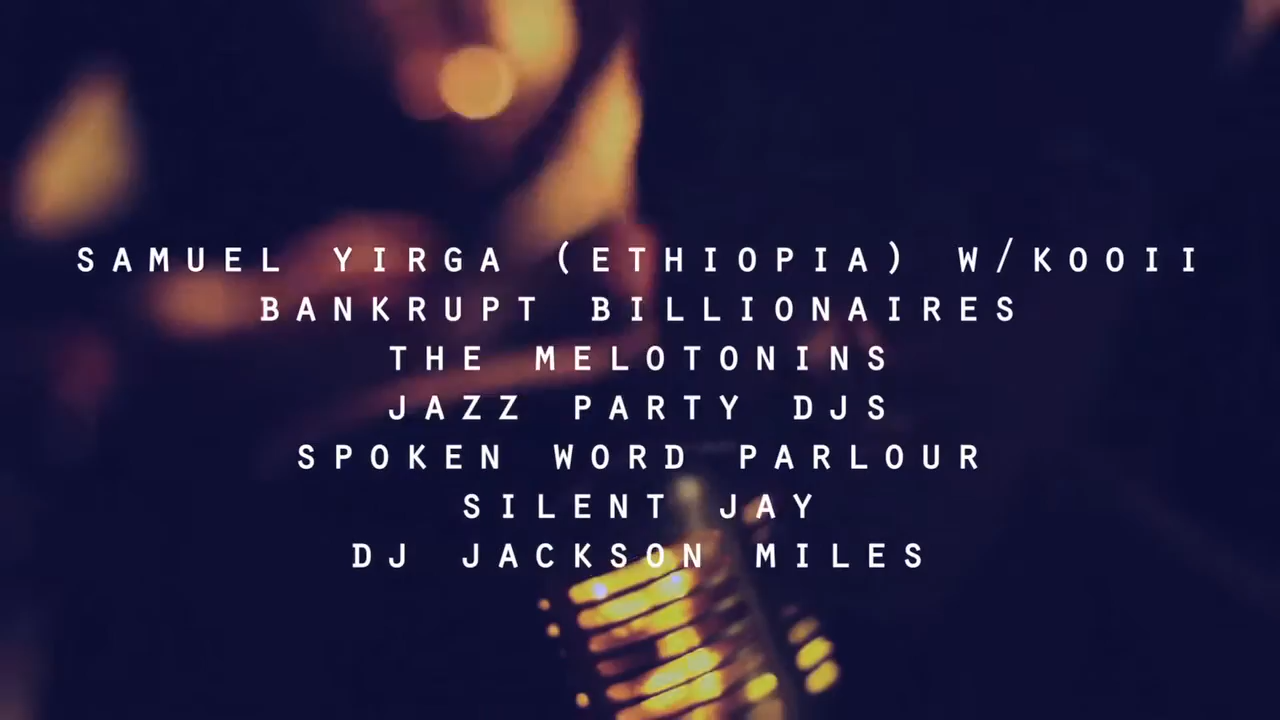 SAMUEL YIRGA (ETHIOPIA) W/KOOII
BANKRUPT BILLIONAIRES
THE MELOTONINS
JAZZ PARTY DJS
SPOKEN WORD PARLOUR
SILENT JAY
DJ JACKSON MILES